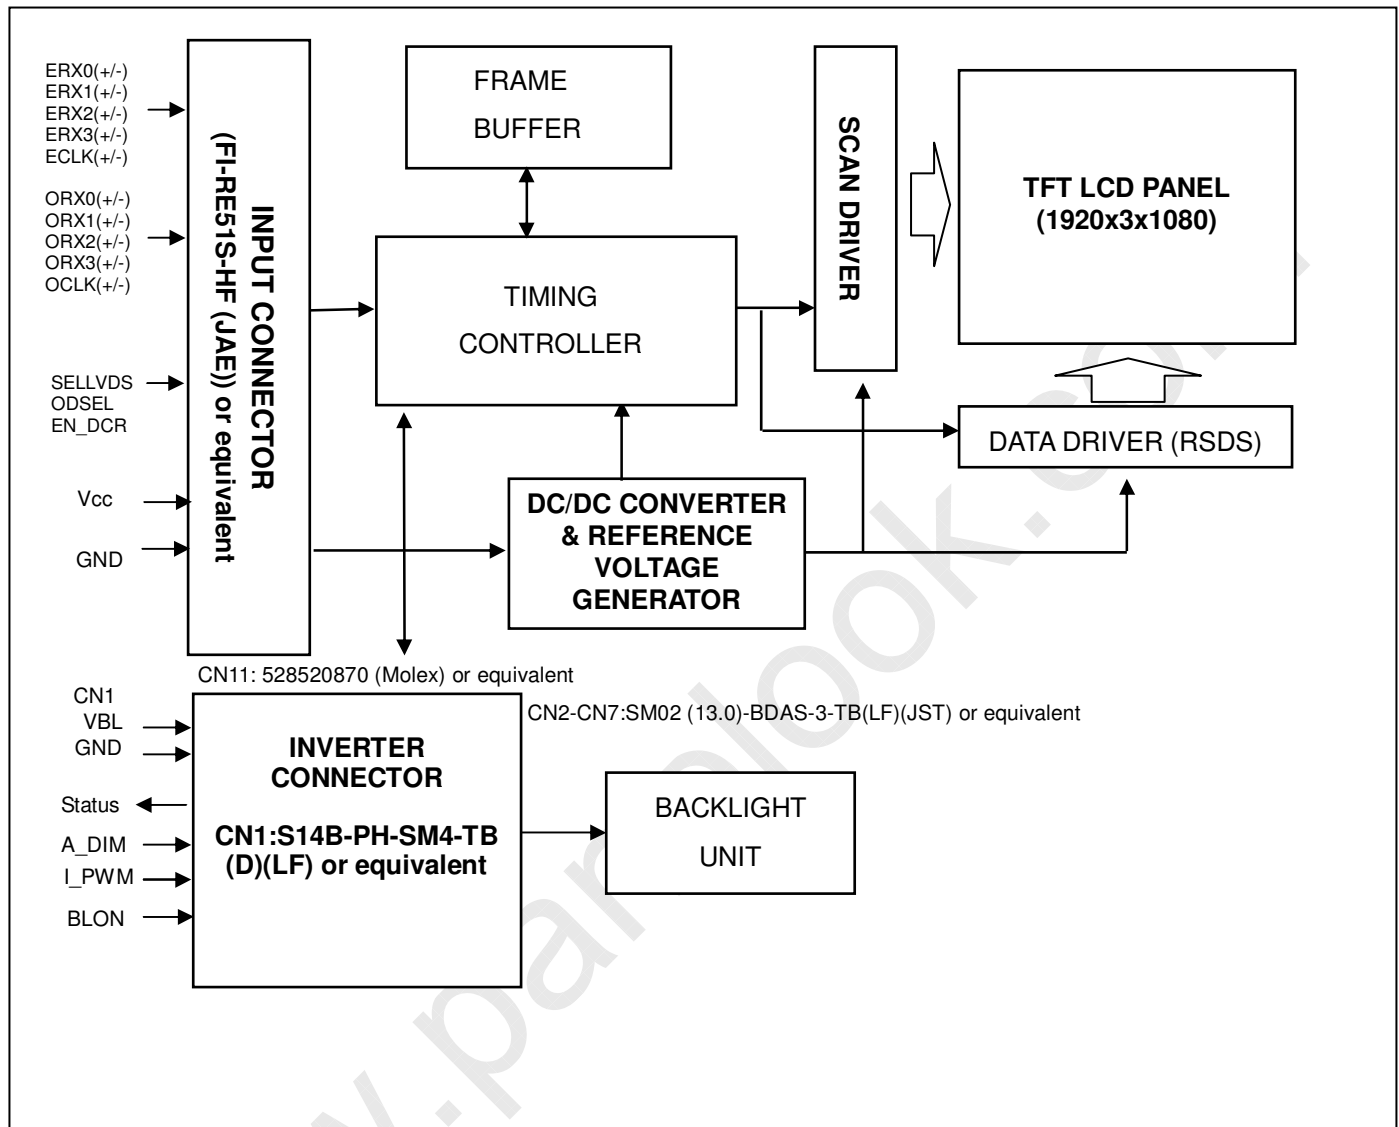 ERX0(+/-)
ERX1(+/-)
ERX2(+/-)
ERX3(+/-)
ECLK(+/-)
ORX0(+/-)
ORX1(+/-)
ORX2(+/-)
ORX3(+/-)
OCLK(+/-)
SELLVDS
ODSEL
EN_DCR
Vcc
GND
INPUT CONNECTOR
(FI-RE51S-HF (JAE)) or equivalent
FRAME
BUFFER
TIMING
CONTROLLER
SCAN DRIVER
TFT LCD PANEL
(1920x3x1080)
DATA DRIVER (RSDS)
DC/DC CONVERTER
& REFERENCE
VOLTAGE
GENERATOR
CN11: 528520870 (Molex) or equivalent
CN2-CN7:SM02 (13.0)-BDAS-3-TB(LF)(JST) or equivalent
CN1
VBL
GND
Status
A_DIM
I_PWM
BLON
INVERTER
CONNECTOR
CN1:S14B-PH-SM4-TB
(D)(LF) or equivalent
BACKLIGHT
UNIT